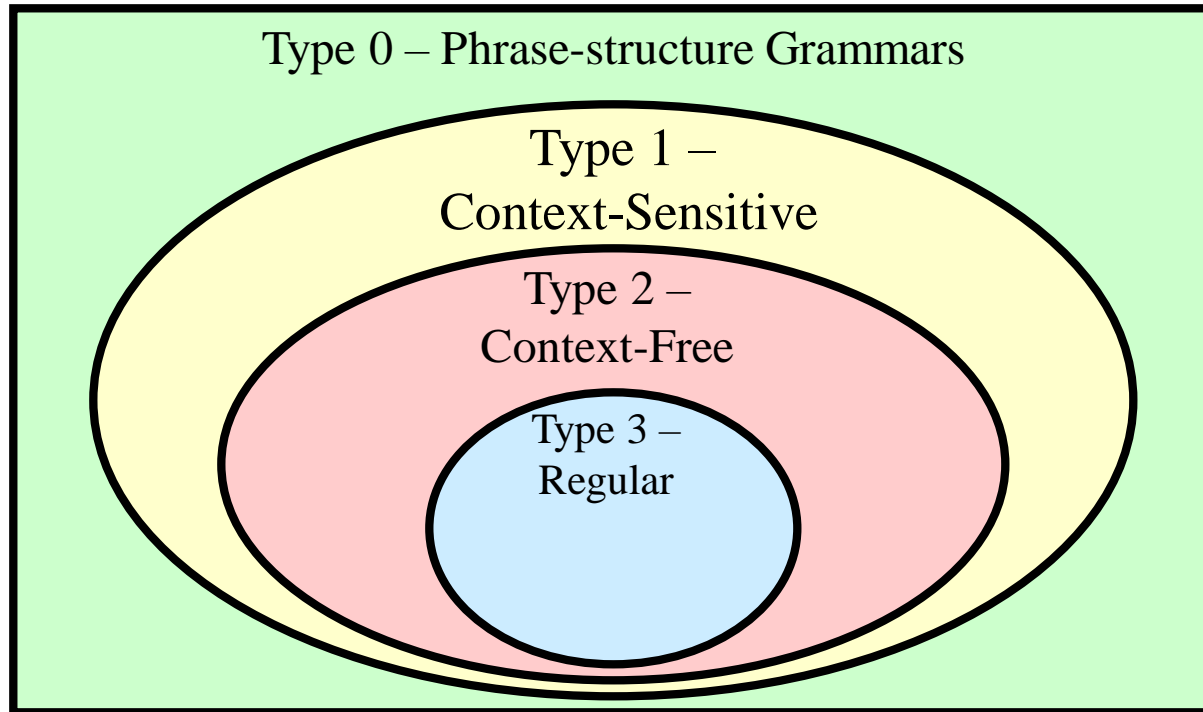 Type 0 – Phrase-structure Grammars
Type 1 –
Context-Sensitive
Type 2 –
Context-Free
Type 3 –
Regular